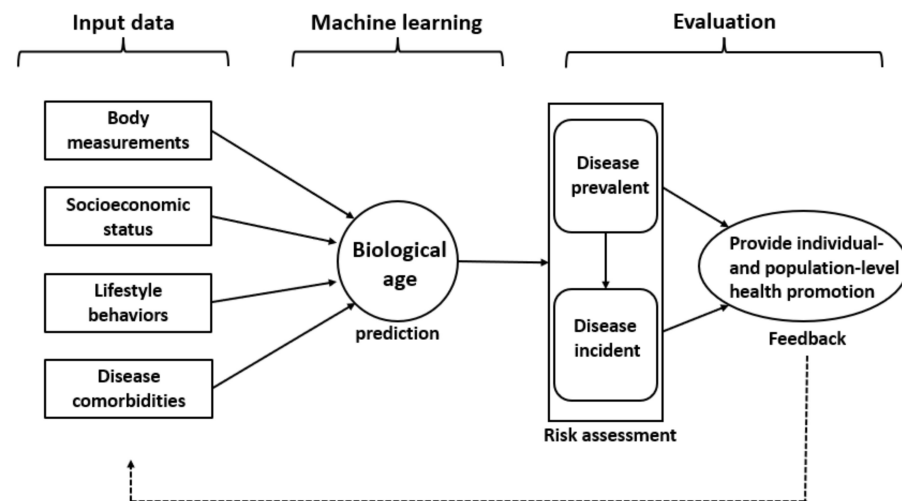 Input data
Machine learning
Evaluation
Body
measurements
Socioeconomic
status
Lifestyle
behaviors
Disease
comorbidities
Biological
age
prediction
Disease
prevalent
Disease
incident
Risk assessment
Provide individual-
and population-level
health promotion
Feedback